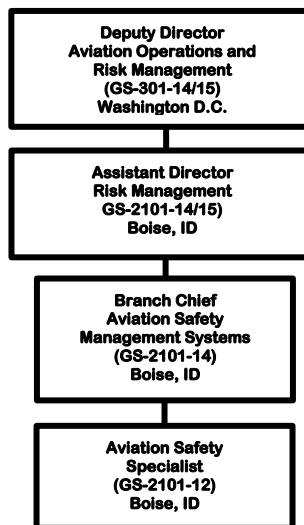 Deputy Director
Aviation Operations and
Risk Management
(GS-301-14/15)
Washington D.C.
Assistant Director
Risk Management
GS-2101-14/15)
Boise, ID
Branch Chief
Aviation Safety
Management Systems
(GS-2101-14)
Boise, ID
Aviation Safety
Specialist
(GS-2101-12)
Boise, ID